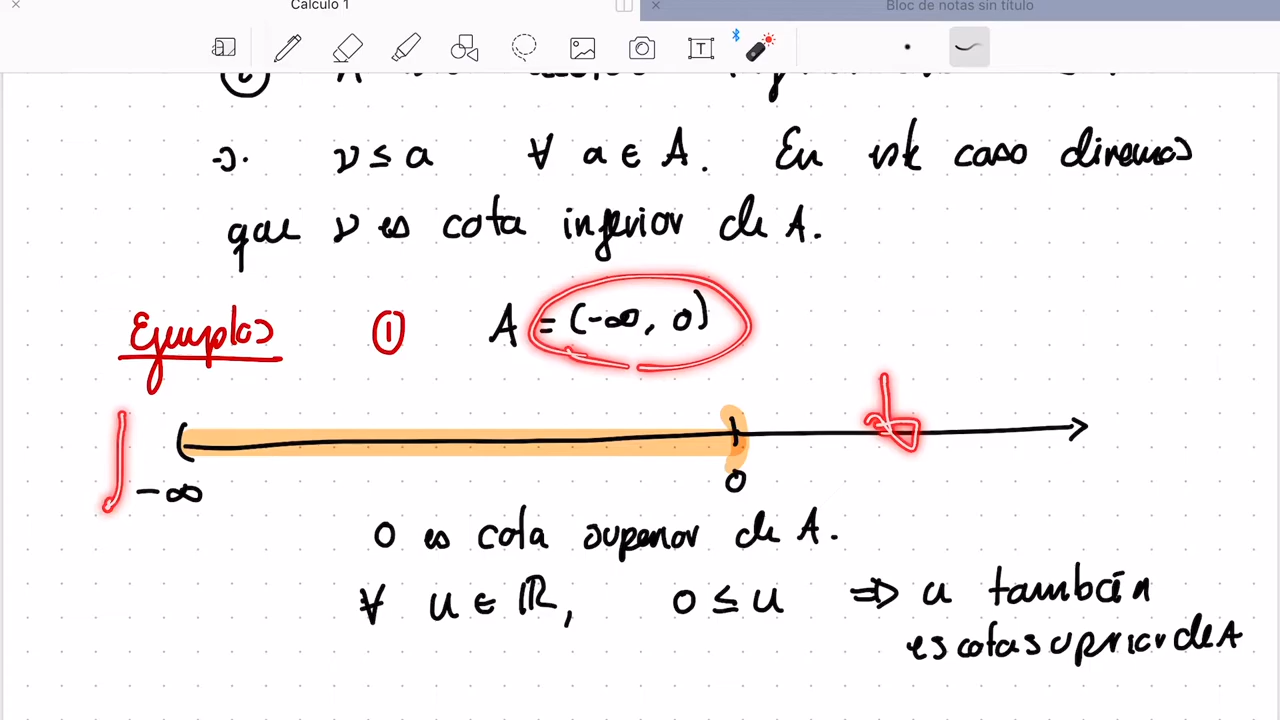 Calculo 1
Bloc de notas sin título
ν ≤ a ∀ a ∈ A. En este caso diremos
que ν es cota inferior de A.
Ejemplos ① A = (-∞, 0)
-∞ 0
0 es cota superior de A.
∀ u ∈ ℝ, 0 ≤ u ⇒ u también
es cota superior de A